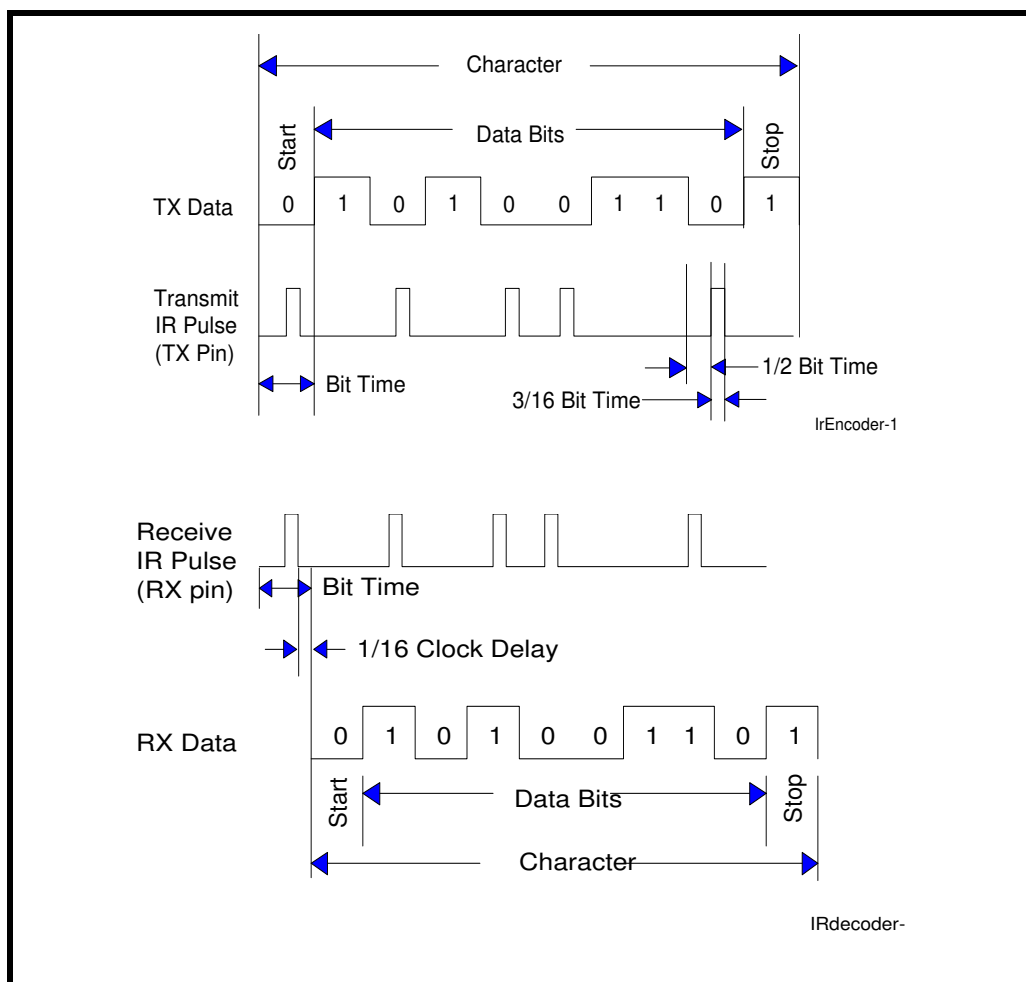 Character
Start
Data Bits
Stop
TX Data 0 1 0 1 0 0 1 1 0 1
Transmit
IR Pulse
(TX Pin)
1/2 Bit Time
Bit Time
3/16 Bit Time
IrEncoder-1
Receive
IR Pulse
(RX pin)
Bit Time
1/16 Clock Delay
RX Data 0 1 0 1 0 0 1 1 0 1
Start
Data Bits
Stop
Character
IRdecoder-